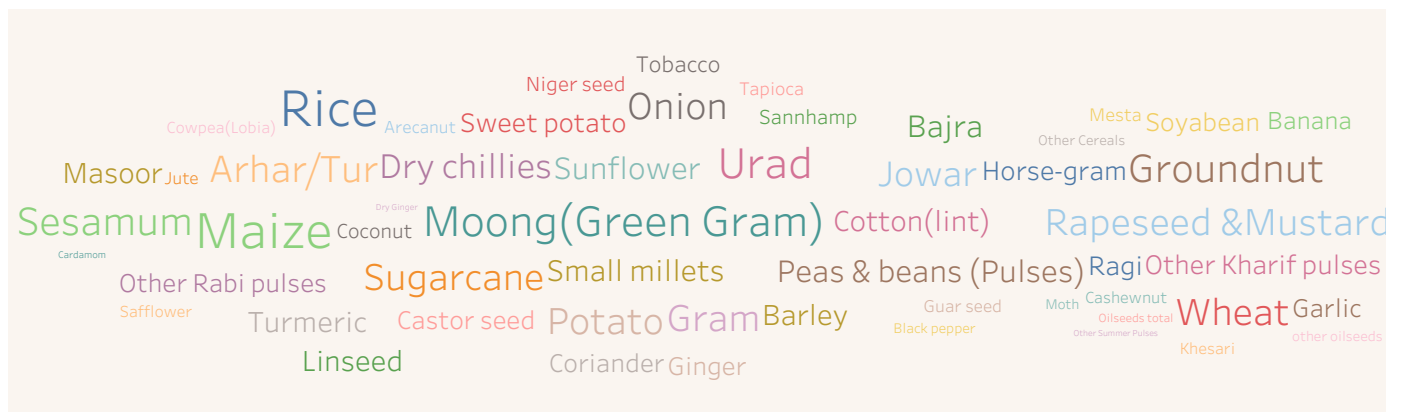 Tobacco
Niger seed
Tapioca
Rice
Onion
Cowpea(Lobia)
Arecanut
Sweet potato
Sannhamp
Bajra
Mesta
Soyabean
Banana
Other Cereals
Masoor
Jute
Arhar/Tur
Dry chillies
Sunflower
Urad
Jowar
Horse-gram
Groundnut
Sesamum
Maize
Dry Ginger
Coconut
Moong(Green Gram)
Cotton(lint)
Rapeseed &Mustard
Cardamom
Other Rabi pulses
Sugarcane
Small millets
Peas & beans (Pulses)
Ragi
Other Kharif pulses
Safflower
Turmeric
Castor seed
Potato
Gram
Barley
Guar seed
Black pepper
Moth
Cashewnut
Oilseeds total
Other Summer Pulses
Wheat
Garlic
other oilseeds
Khesari
Linseed
Coriander
Ginger